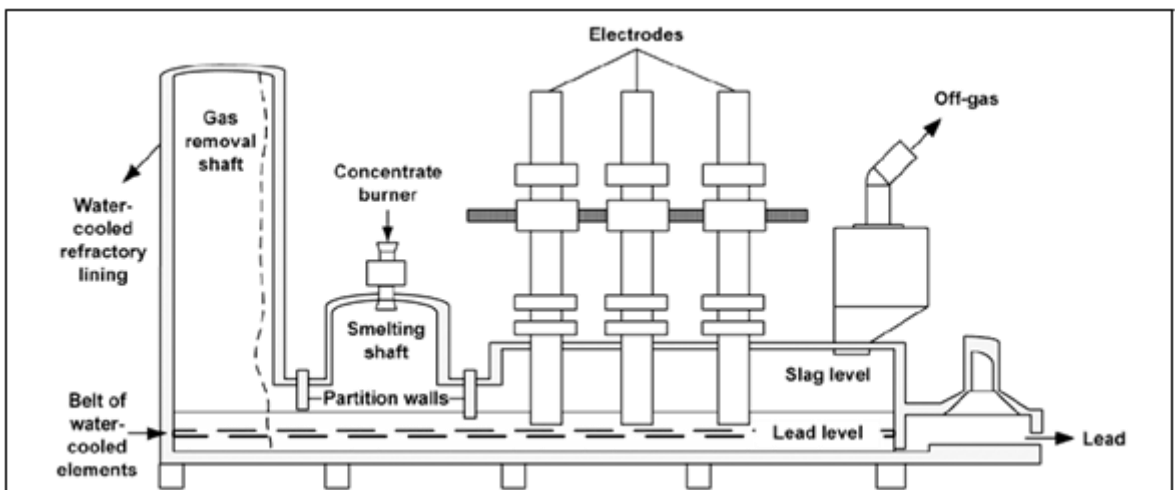 Electrodes
Off-gas
Gas
removal
shaft
Concentrate
burner
Water-
cooled
refractory
lining
Smelting
shaft
Slag level
Partition walls
Belt of
water-
cooled
elements
Lead level
Lead